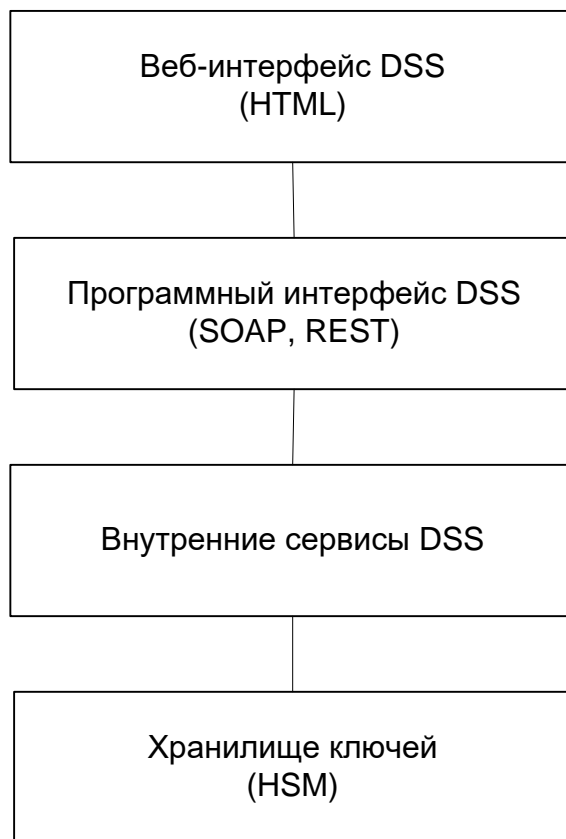 Веб-интерфейс DSS
(HTML)
Программный интерфейс DSS
(SOAP, REST)
Внутренние сервисы DSS
Хранилище ключей
(HSM)